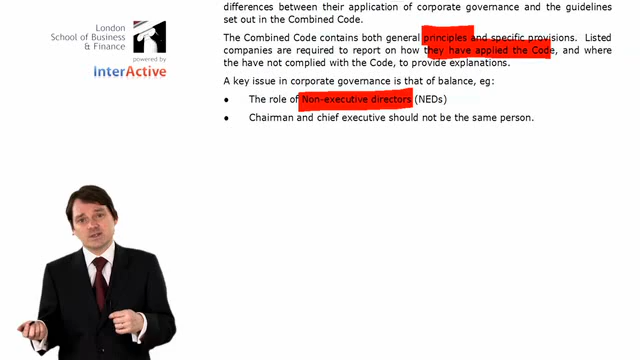 London
School of Business
& Finance
powered by
InterActive
differences between their application of corporate governance and the guidelines
set out in the Combined Code.
The Combined Code contains both general principles and specific provisions. Listed
companies are required to report on how they have applied the Code, and where
the have not complied with the Code, to provide explanations.
A key issue in corporate governance is that of balance, eg:
● The role of Non-executive directors (NEDs)
● Chairman and chief executive should not be the same person.